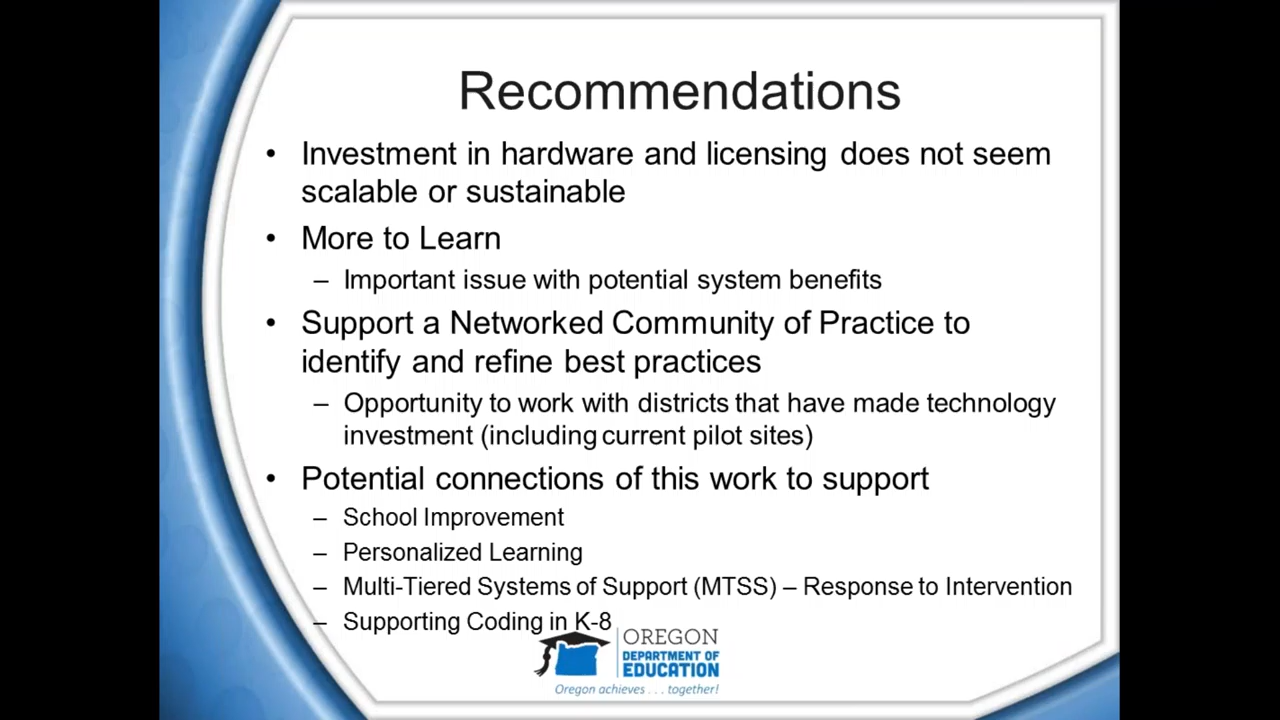 Recommendations
• Investment in hardware and licensing does not seem
scalable or sustainable
• More to Learn
– Important issue with potential system benefits
• Support a Networked Community of Practice to
identify and refine best practices
– Opportunity to work with districts that have made technology
investment (including current pilot sites)
• Potential connections of this work to support
– School Improvement
– Personalized Learning
– Multi-Tiered Systems of Support (MTSS) – Response to Intervention
– Supporting Coding in K-8
OREGON
DEPARTMENT OF
EDUCATION
Oregon achieves . . . together!